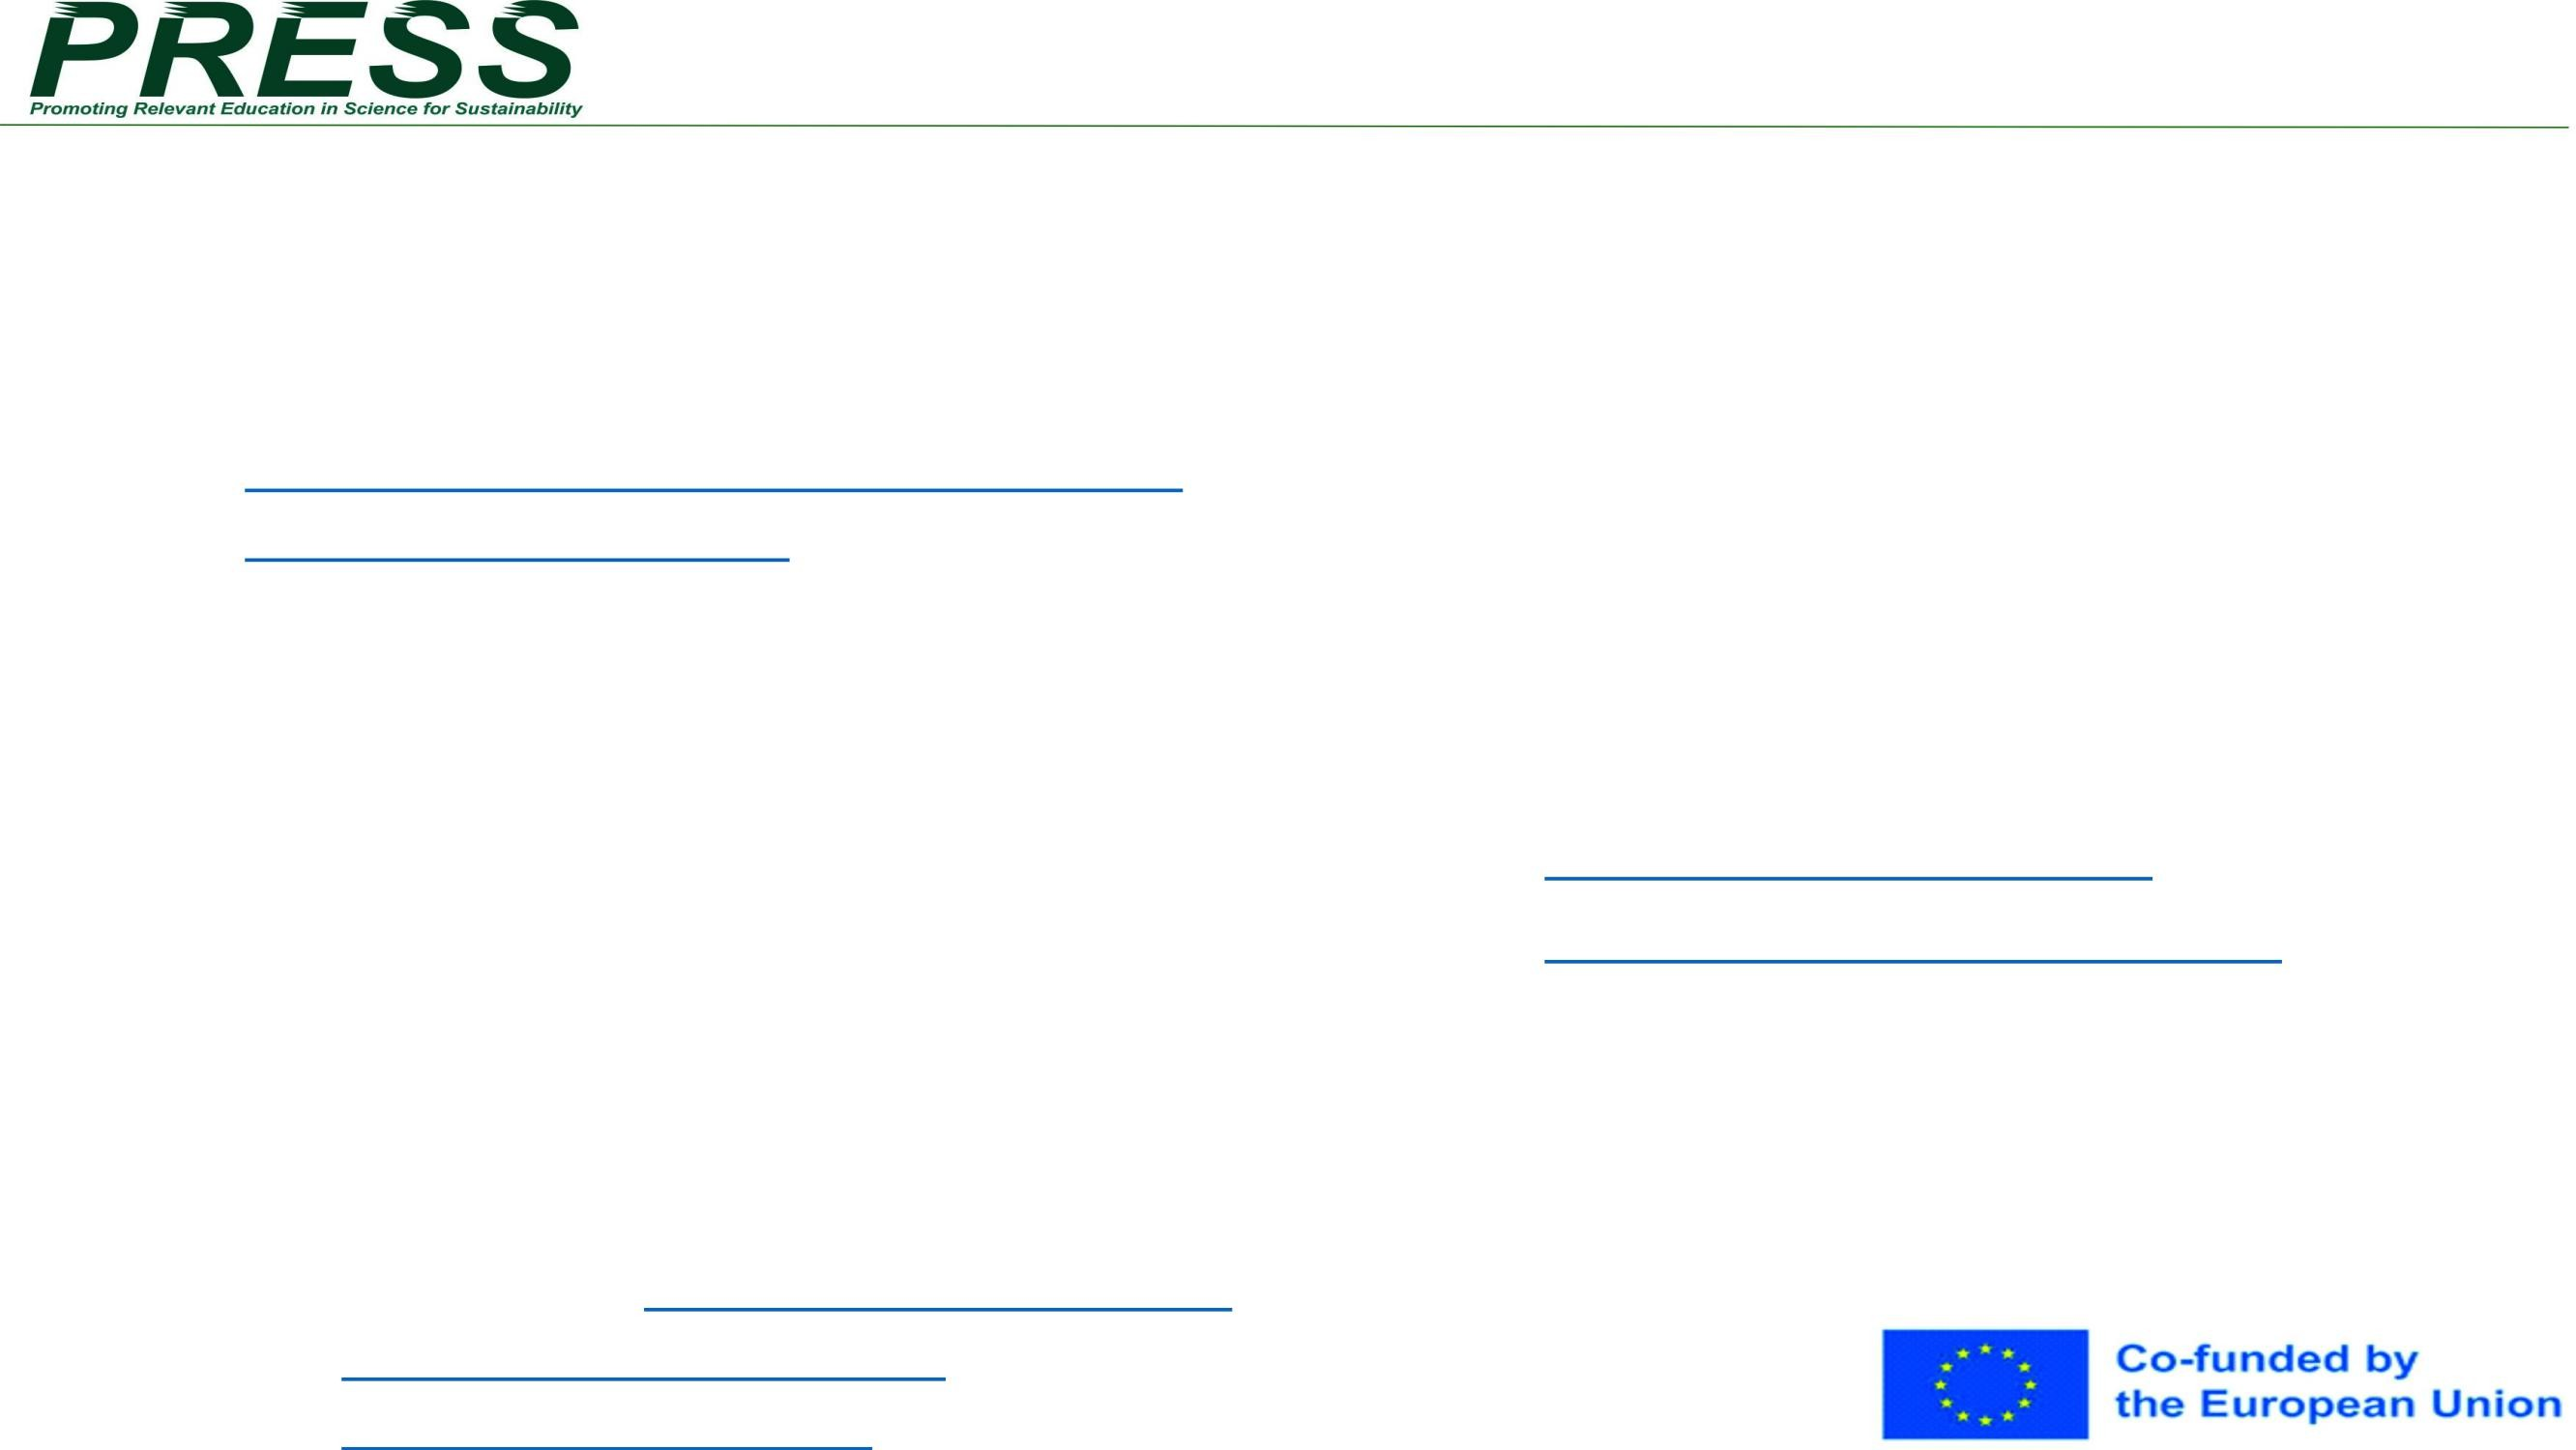 PRESS
Promoting Relevant Education in Science for Sustainability
Co-funded by
the European Union